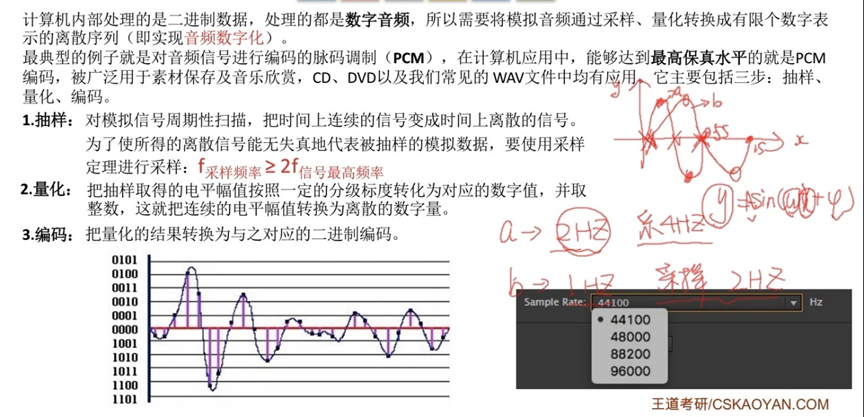 计算机内部处理的是二进制数据，处理的都是数字音频，所以需要将模拟音频通过采样、量化转换成有限个数字表
示的离散序列（即实现音频数字化）。
最典型的例子就是对音频信号进行编码的脉码调制（PCM），在计算机应用中，能够达到最高保真水平的就是PCM
编码，被广泛用于素材保存及音乐欣赏，CD、DVD以及我们常见的 WAV文件中均有应用。它主要包括三步：抽样、
量化、编码。
1.抽样： 对模拟信号周期性扫描，把时间上连续的信号变成时间上离散的信号。
为了使所得的离散信号能无失真地代表被抽样的模拟数据，要使用采样
定理进行采样：f采样频率 ≥ 2f信号最高频率
2.量化： 把抽样取得的电平幅值按照一定的分级标度转化为对应的数字值，并取
整数，这就把连续的电平幅值转换为离散的数字量。
3.编码： 把量化的结果转换为与之对应的二进制编码。
y
a
b
x
1s
y=Asin(ωx+φ)
a→ 2HZ 采4HZ
b→ 1HZ 采样 2HZ
0101
0100
0011
0010
0001
0000
1001
1010
1011
1100
1101
Sample Rate: 44100 Hz
44100
48000
88200
96000
王道考研/CSKAOYAN.COM